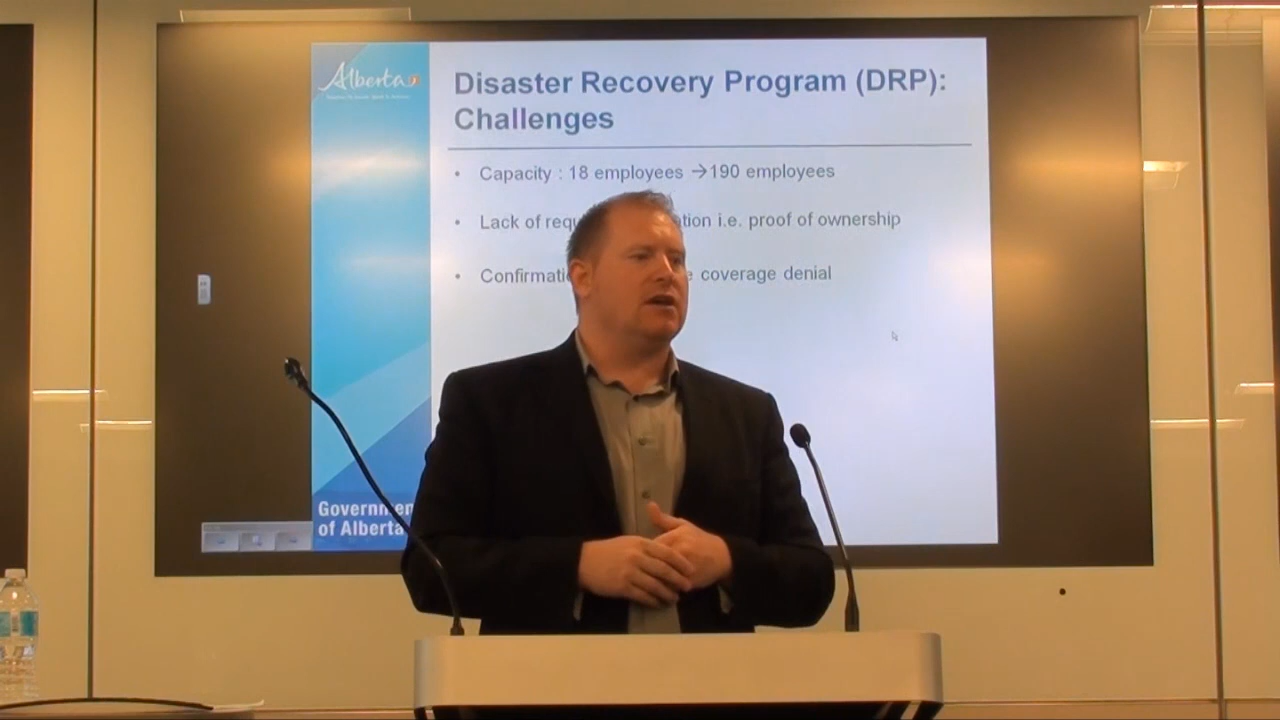 Alberta
Disaster Recovery Program (DRP):
Challenges
• Capacity : 18 employees →190 employees
• Lack of requ ation i.e. proof of ownership
• Confirmati e coverage denial
Governmen
of Alberta